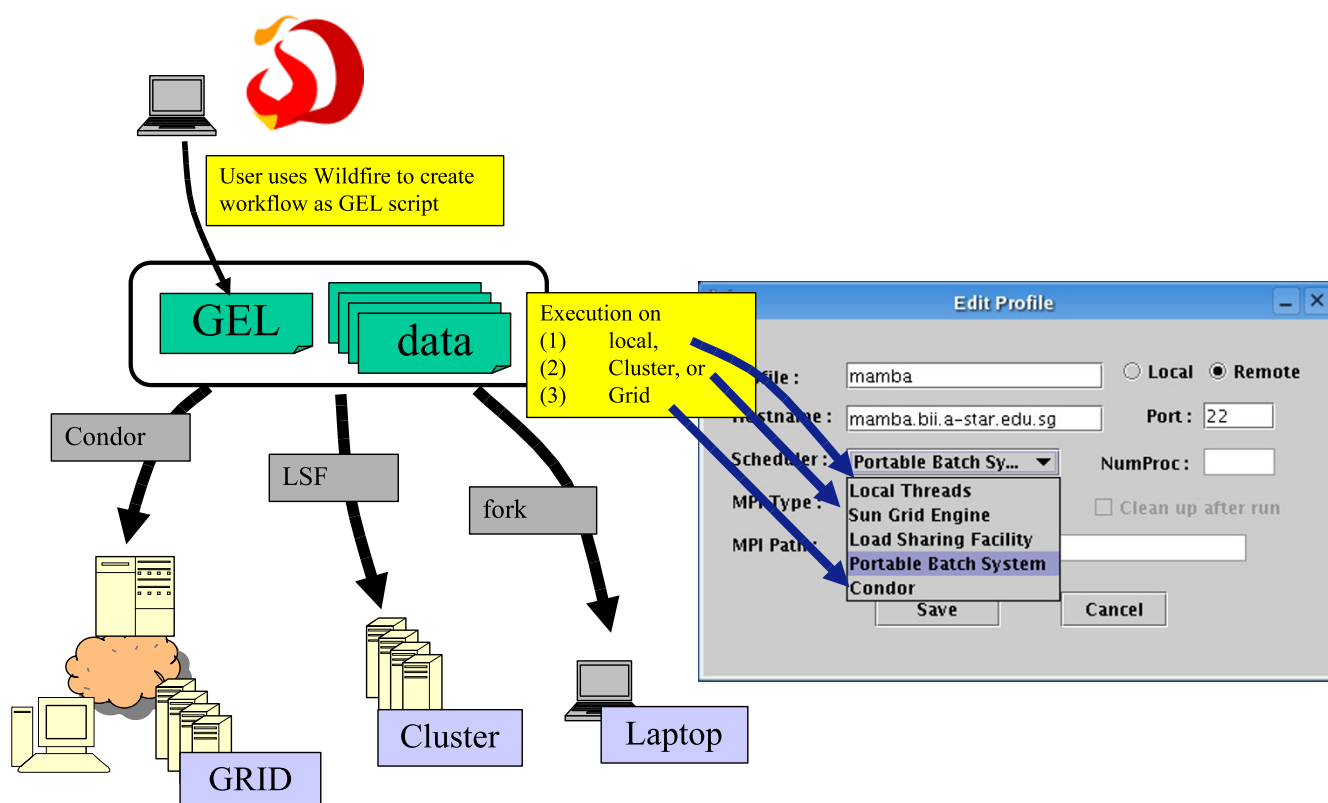 User uses Wildfire to create
workflow as GEL script
GEL
data
Execution on
(1) local,
(2) Cluster, or
(3) Grid
Condor
LSF
fork
GRID
Cluster
Laptop
Edit Profile
mamba
Local
Remote
Hostname :
mamba.bii.a-star.edu.sg
Port :
22
Scheduler :
Portable Batch Sy...
NumProc :
Local Threads
Sun Grid Engine
Load Sharing Facility
Portable Batch System
Condor
MPI Type :
Clean up after run
MPI Path :
Save
Cancel